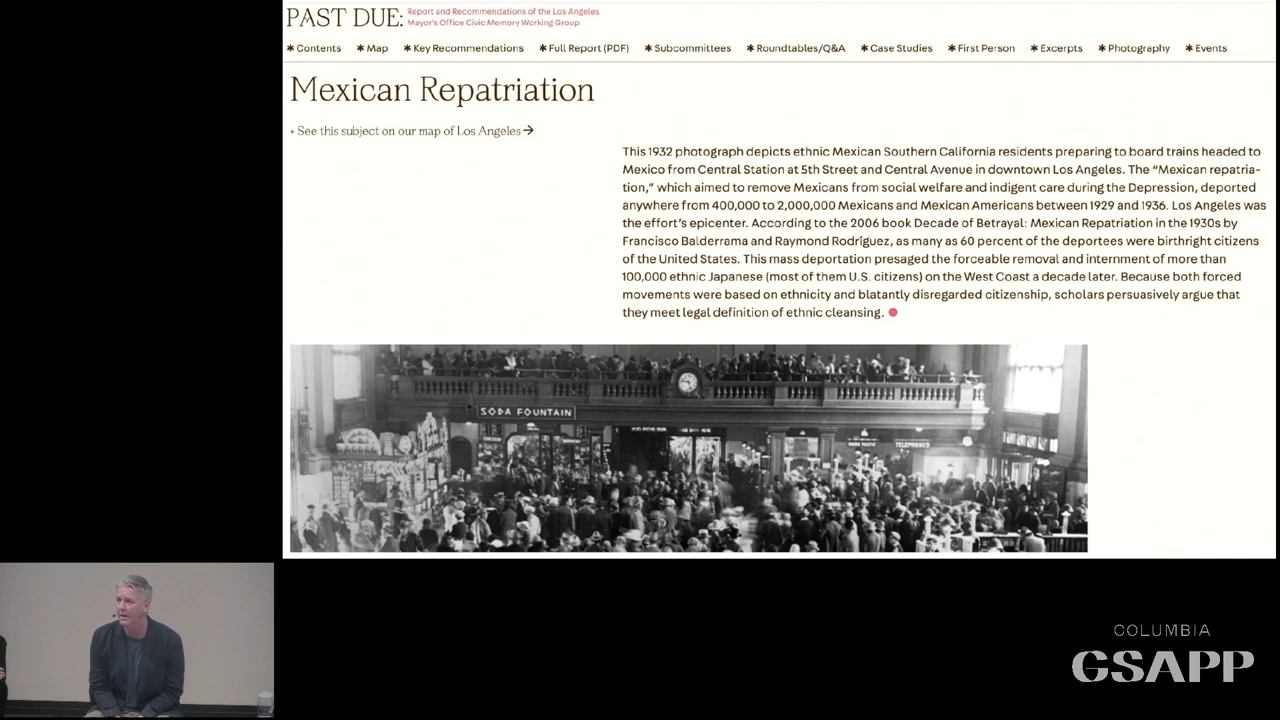 PAST DUE:
Report and Recommendations of the Los Angeles
Mayor's Office Civic Memory Working Group
✱ Contents ✱ Map ✱ Key Recommendations ✱ Full Report (PDF) ✱ Subcommittees ✱ Roundtables/Q&A ✱ Case Studies ✱ First Person ✱ Excerpts ✱ Photography ✱ Events
Mexican Repatriation
+ See this subject on our map of Los Angeles →
This 1932 photograph depicts ethnic Mexican Southern California residents preparing to board trains headed to
Mexico from Central Station at 5th Street and Central Avenue in downtown Los Angeles. The “Mexican repatria-
tion,” which aimed to remove Mexicans from social welfare and indigent care during the Depression, deported
anywhere from 400,000 to 2,000,000 Mexicans and Mexican Americans between 1929 and 1936. Los Angeles was
the effort's epicenter. According to the 2006 book Decade of Betrayal: Mexican Repatriation in the 1930s by
Francisco Balderrama and Raymond Rodríguez, as many as 60 percent of the deportees were birthright citizens
of the United States. This mass deportation presaged the forceable removal and internment of more than
100,000 ethnic Japanese (most of them U.S. citizens) on the West Coast a decade later. Because both forced
movements were based on ethnicity and blatantly disregarded citizenship, scholars persuasively argue that
they meet legal definition of ethnic cleansing.
SODA FOUNTAIN
TELEPHONES
COLUMBIA
GSAPP